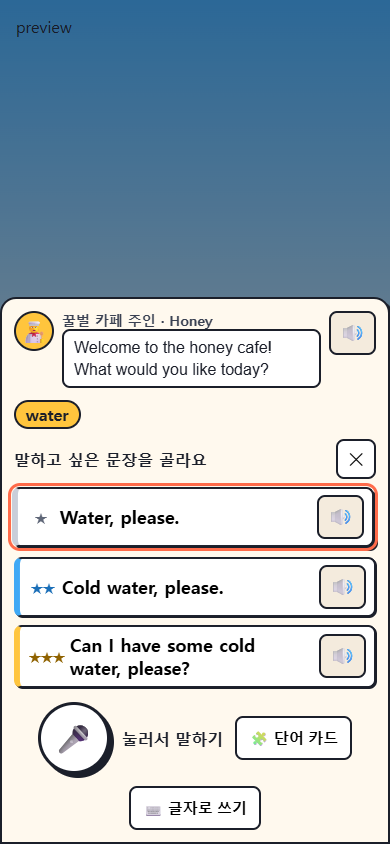 preview
꿀벌 카페 주인 · Honey
Welcome to the honey cafe!
What would you like today?
water
말하고 싶은 문장을 골라요
★ Water, please.
★★ Cold water, please.
★★★ Can I have some cold
water, please?
눌러서 말하기
단어 카드
글자로 쓰기